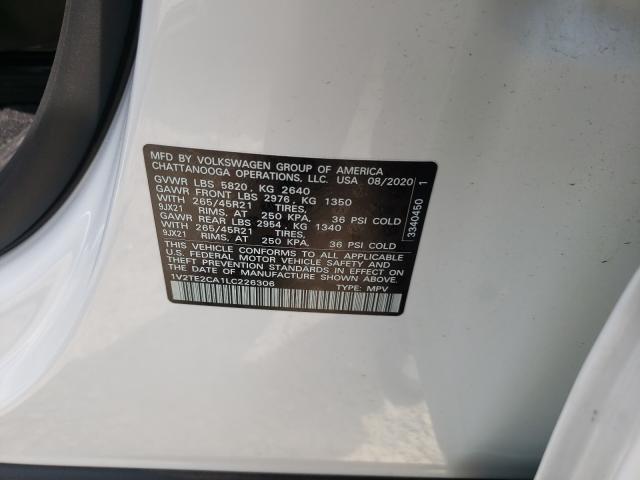 MFD BY VOLKSWAGEN GROUP OF AMERICA
CHATTANOOGA OPERATIONS, LLC. USA 08/2020
GVWR LBS 5820, KG 2640
GAWR FRONT LBS 2976, KG 1350
WITH 265/45R21 TIRES,
9JX21 RIMS, AT 250 KPA, 36 PSI COLD
GAWR REAR LBS 2954, KG 1340
WITH 265/45R21 TIRES,
9JX21 RIMS, AT 250 KPA, 36 PSI COLD
THIS VEHICLE CONFORMS TO ALL APPLICABLE
U.S. FEDERAL MOTOR VEHICLE SAFETY AND
THEFT PREVENTION STANDARDS IN EFFECT ON
THE DATE OF MANUFACTURE SHOWN ABOVE.
1V2TE2CA1LC226306 TYPE: MPV
3340450 1